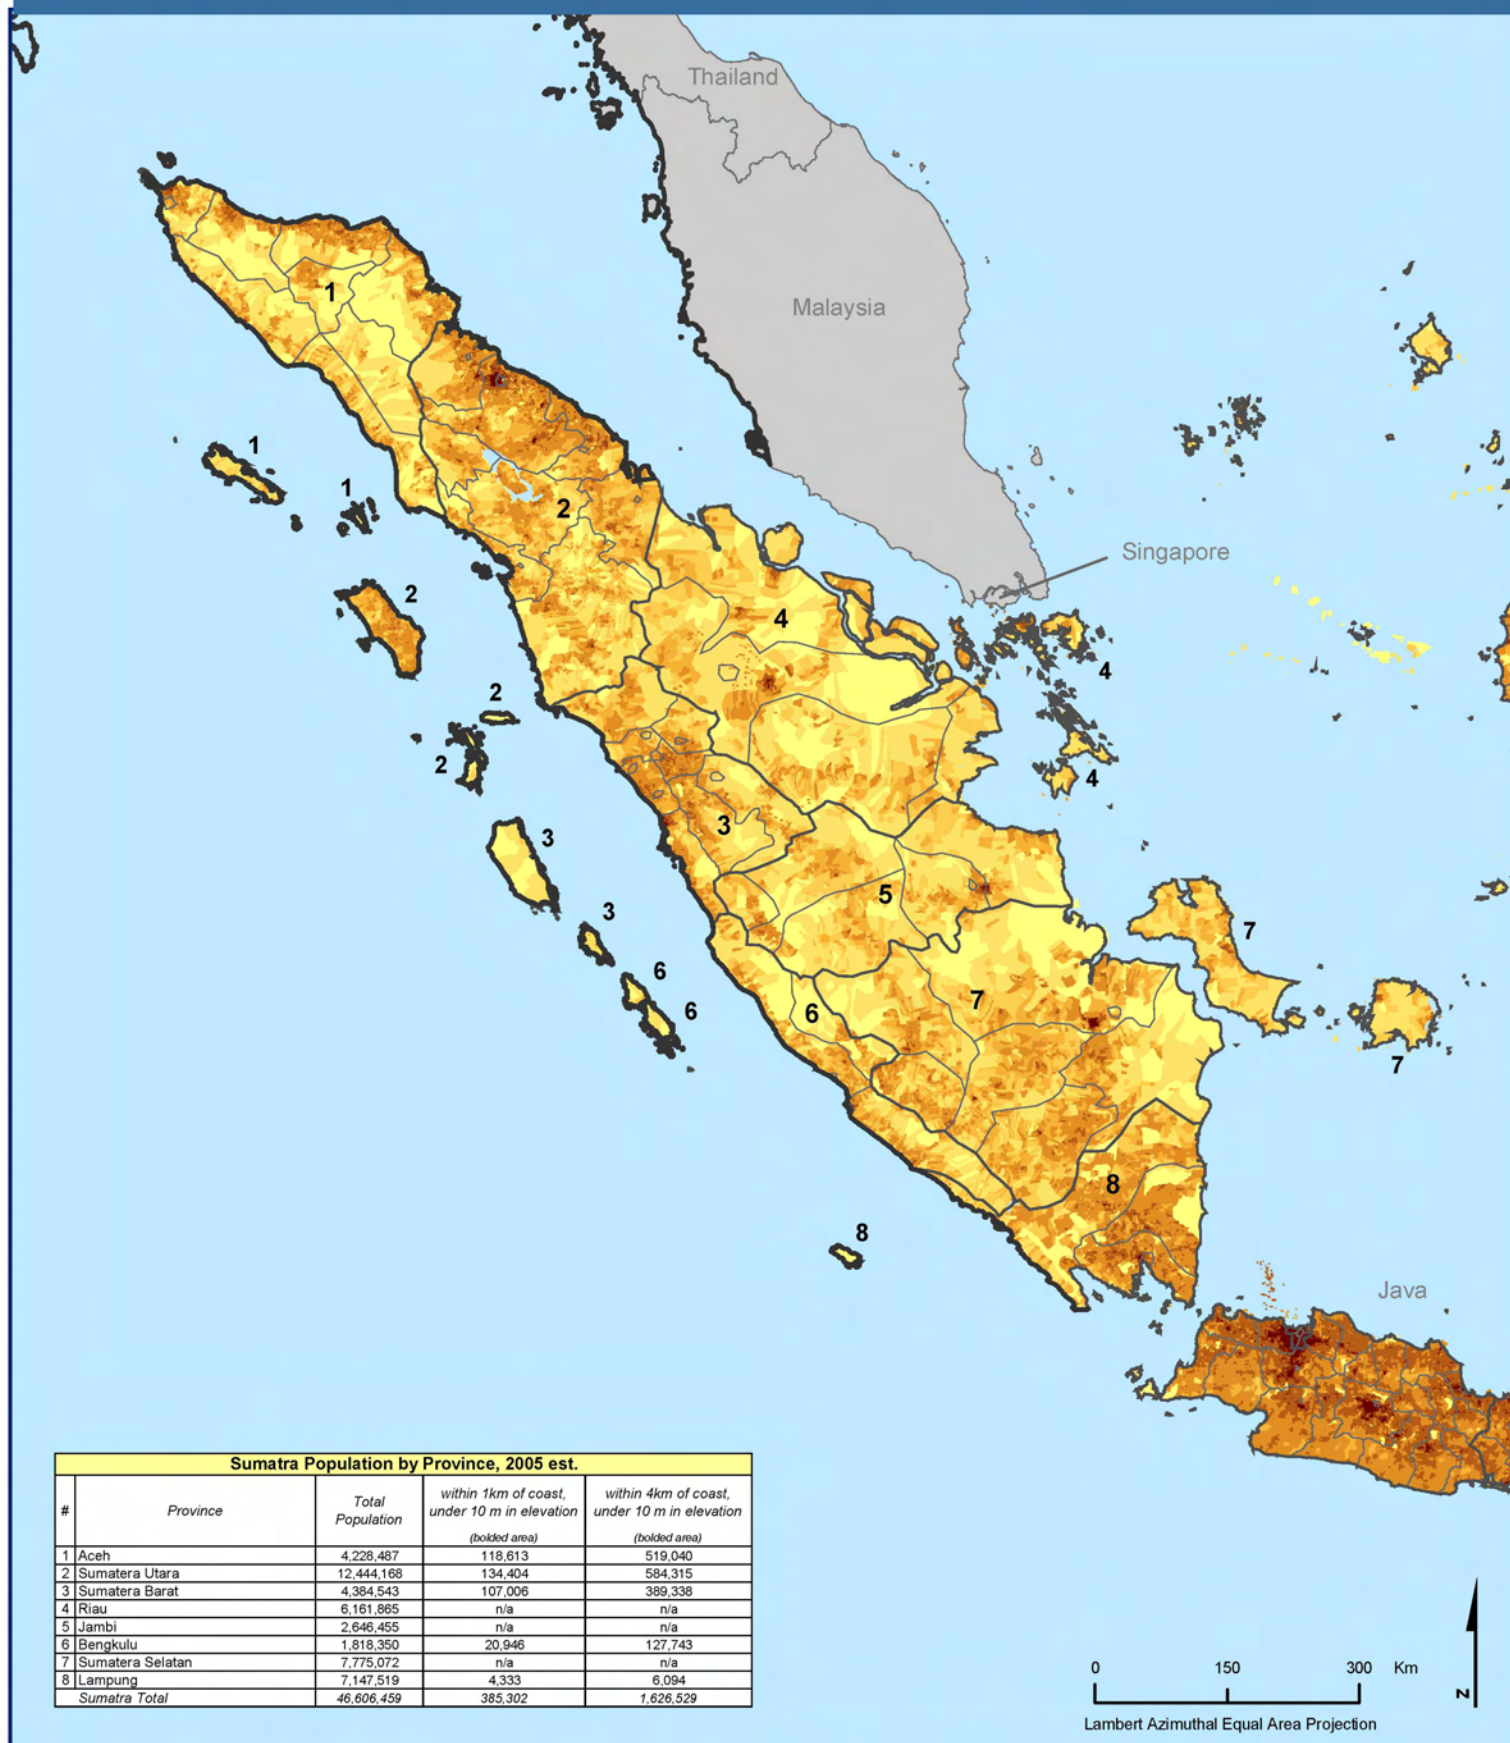 Thailand
Malaysia
Singapore
Java
1
1
1
2
2
2
2
3
3
3
4
4
4
5
6
6
6
7
7
7
8
8
Sumatra Population by Province, 2005 est.
# Province Total Population within 1km of coast, under 10 m in elevation (bolded area) within 4km of coast, under 10 m in elevation (bolded area)
1 Aceh 4,228,487 118,613 519,040
2 Sumatera Utara 12,444,168 134,404 584,315
3 Sumatera Barat 4,384,543 107,006 389,338
4 Riau 6,161,865 n/a n/a
5 Jambi 2,646,455 n/a n/a
6 Bengkulu 1,818,350 20,946 127,743
7 Sumatera Selatan 7,775,072 n/a n/a
8 Lampung 7,147,519 4,333 6,094
Sumatra Total 46,606,459 385,302 1,626,529
0 150 300 Km
N
Lambert Azimuthal Equal Area Projection